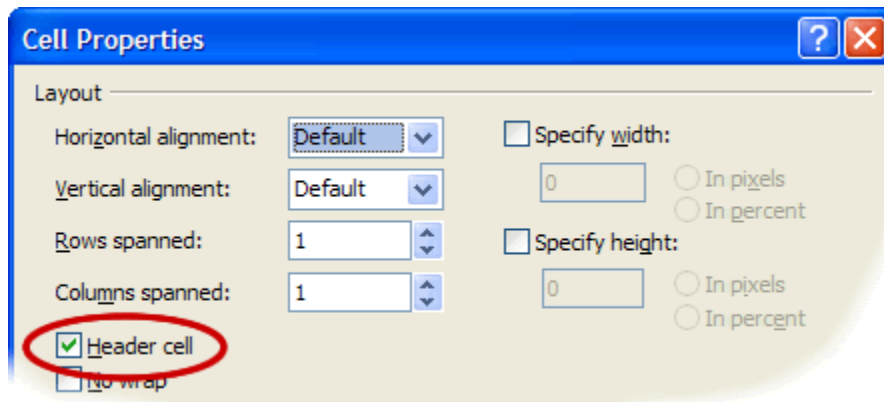 Cell Properties
Layout
Horizontal alignment: Default
Specify width:
Vertical alignment: Default
0
In pixels
In percent
Rows spanned: 1
Specify height:
Columns spanned: 1
0
In pixels
In percent
Header cell
No wrap